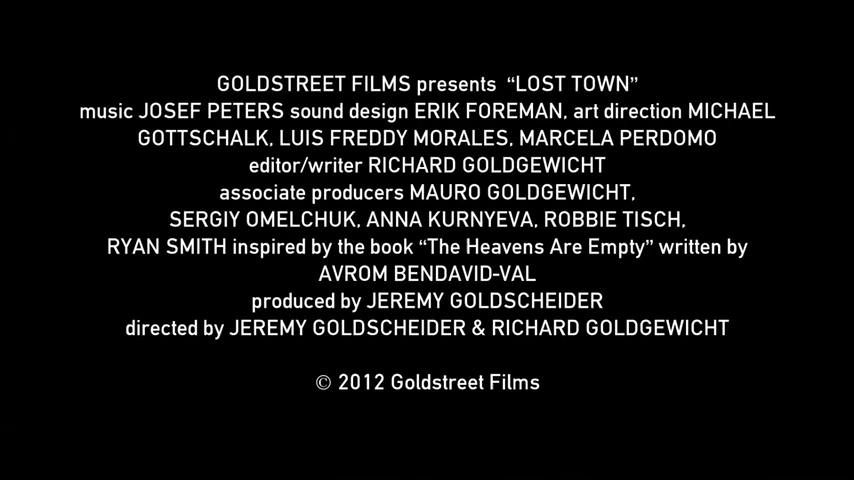 GOLDSTREET FILMS presents “LOST TOWN”
music JOSEF PETERS sound design ERIK FOREMAN, art direction MICHAEL
GOTTSCHALK, LUIS FREDDY MORALES, MARCELA PERDOMO
editor/writer RICHARD GOLDGEWICHT
associate producers MAURO GOLDGEWICHT,
SERGIY OMELCHUK, ANNA KURNYEVA, ROBBIE TISCH,
RYAN SMITH inspired by the book “The Heavens Are Empty” written by
AVROM BENDAVID-VAL
produced by JEREMY GOLDSCHEIDER
directed by JEREMY GOLDSCHEIDER & RICHARD GOLDGEWICHT
© 2012 Goldstreet Films